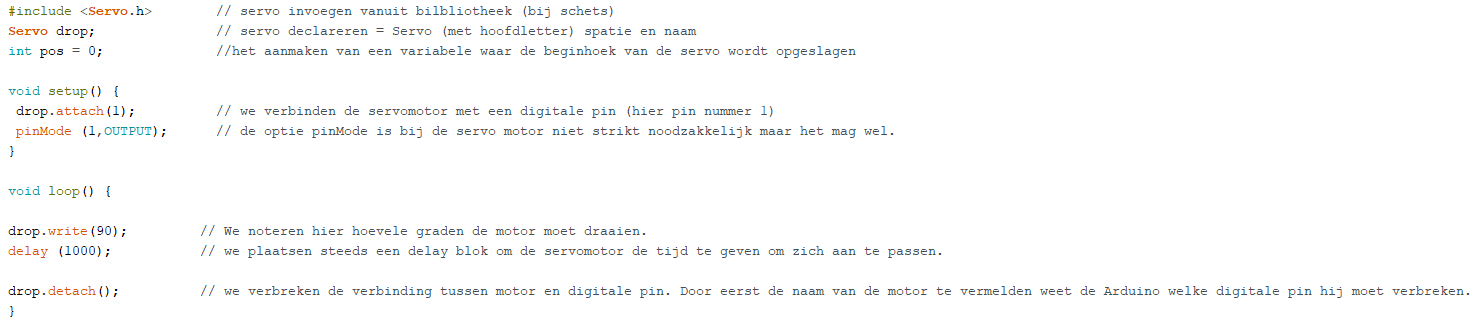 #include <Servo.h> // servo invoegen vanuit bilbliotheek (bij schets)
Servo drop; // servo declareren = Servo (met hoofdletter) spatie en naam
int pos = 0; //het aanmaken van een variabele waar de beginhoek van de servo wordt opgeslagen
void setup() {
drop.attach(1); // we verbinden de servomotor met een digitale pin (hier pin nummer 1)
pinMode (1,OUTPUT); // de optie pinMode is bij de servo motor niet strikt noodzakkelijk maar het mag wel.
}
void loop() {
drop.write(90); // We noteren hier hoevele graden de motor moet draaien.
delay (1000); // we plaatsen steeds een delay blok om de servomotor de tijd te geven om zich aan te passen.
drop.detach(); // we verbreken de verbinding tussen motor en digitale pin. Door eerst de naam van de motor te vermelden weet de Arduino welke digitale pin hij moet verbreken.
}